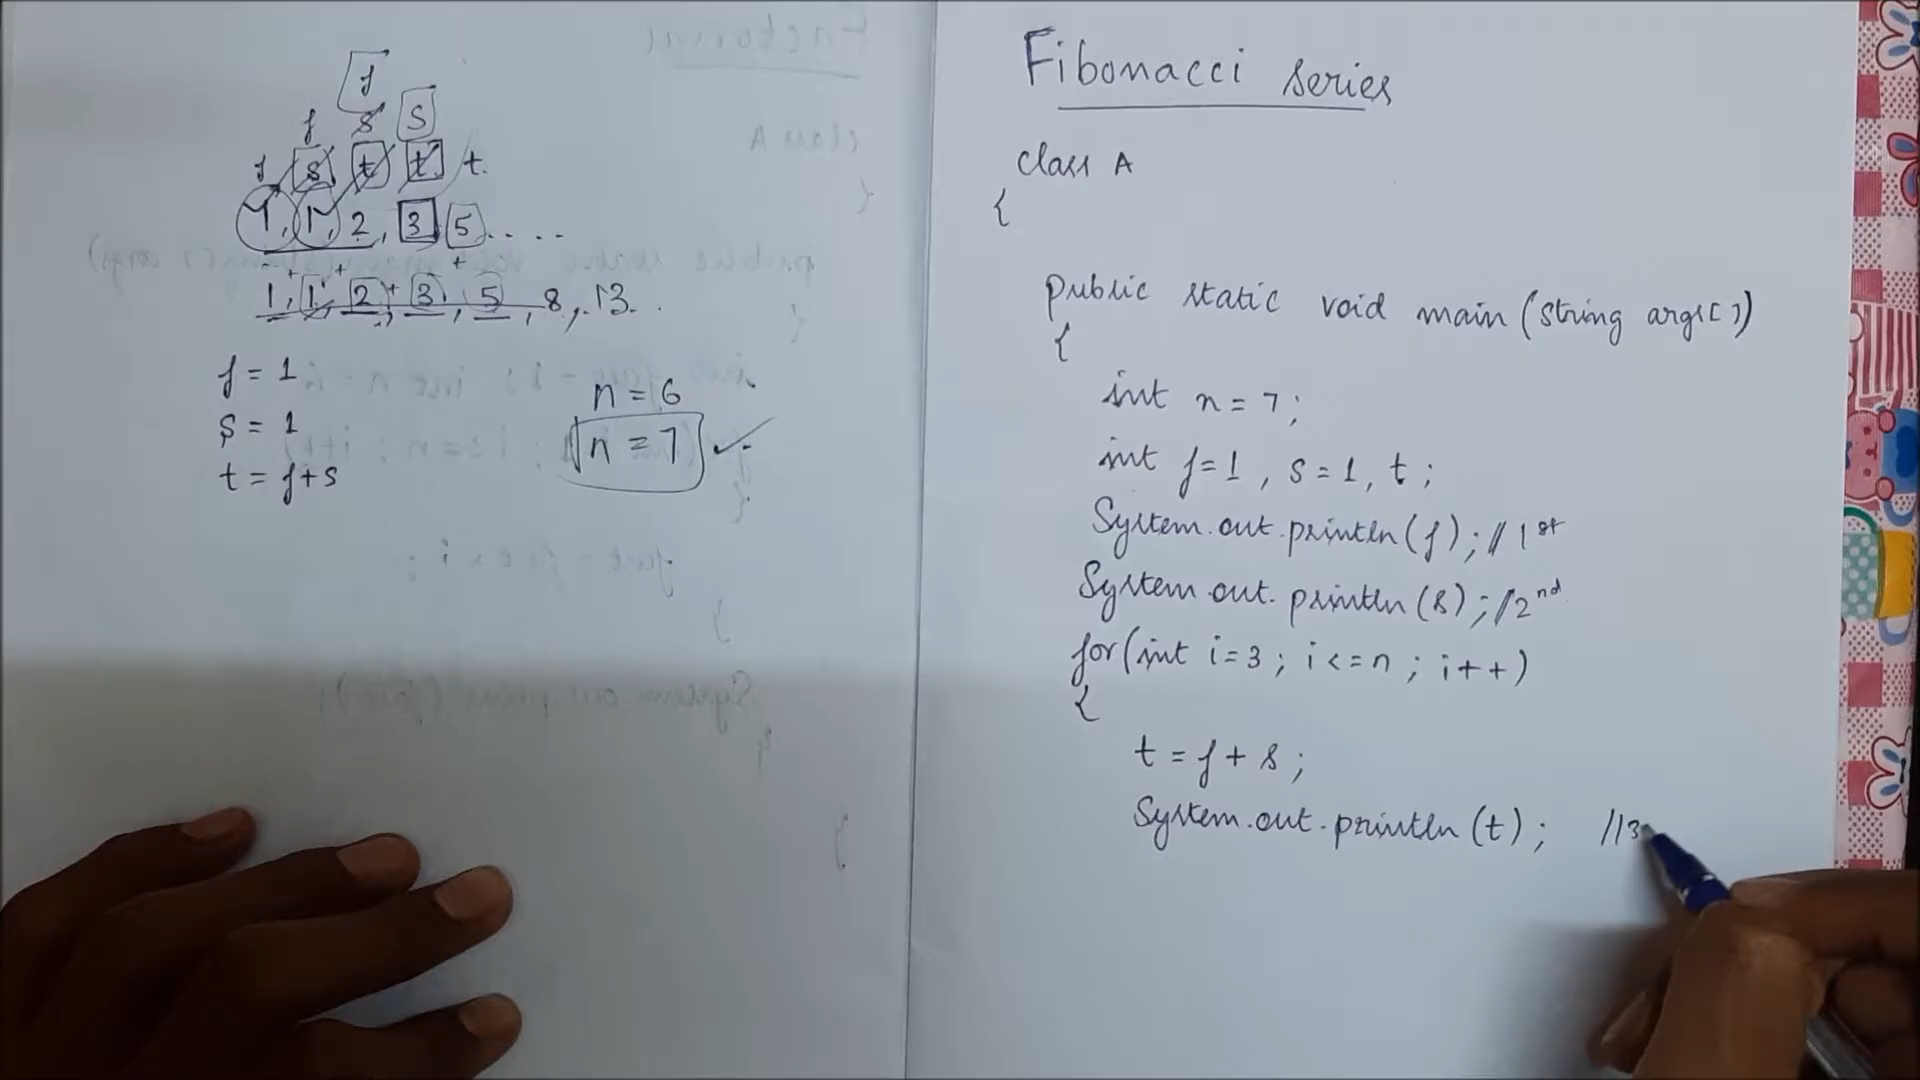 f
f s S
f s t t t.
1, 1, 2, 3 5 . . . .
+ + +
1, 1, 2, + 3, 5, 8, 13. .
f = 1
s = 1
t = f+s
n = 6
n = 7 ✓
Fibonacci series
class A
{
public static void main (string args[ ])
{
int n = 7 ;
int f=1 , s = 1, t ;
System.out.println (f) ; // 1st
System.out.println (s) ; //2nd
for (int i=3 ; i<=n ; i++)
{
t = f + s ;
System.out.println (t) ; //3